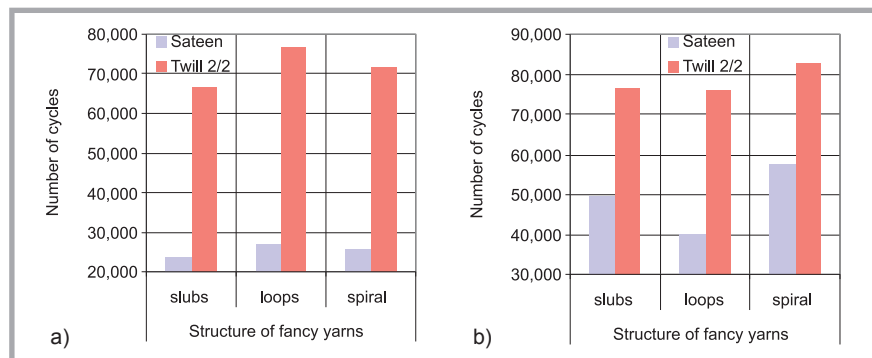 80,000
70,000
60,000
50,000
40,000
30,000
20,000
Number of cycles
Sateen
Twill 2/2
slubs loops spiral
Structure of fancy yarns
a)
90,000
80,000
70,000
60,000
50,000
40,000
30,000
Number of cycles
Sateen
Twill 2/2
slubs loops spiral
Structure of fancy yarns
b)